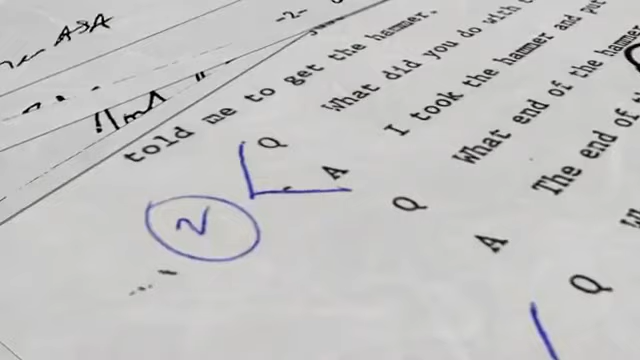 -2-
told me to get the hammer.
Q What did you do with t
A I took the hammer and put
Q What end of the hammer
A The end of t
Q W
2